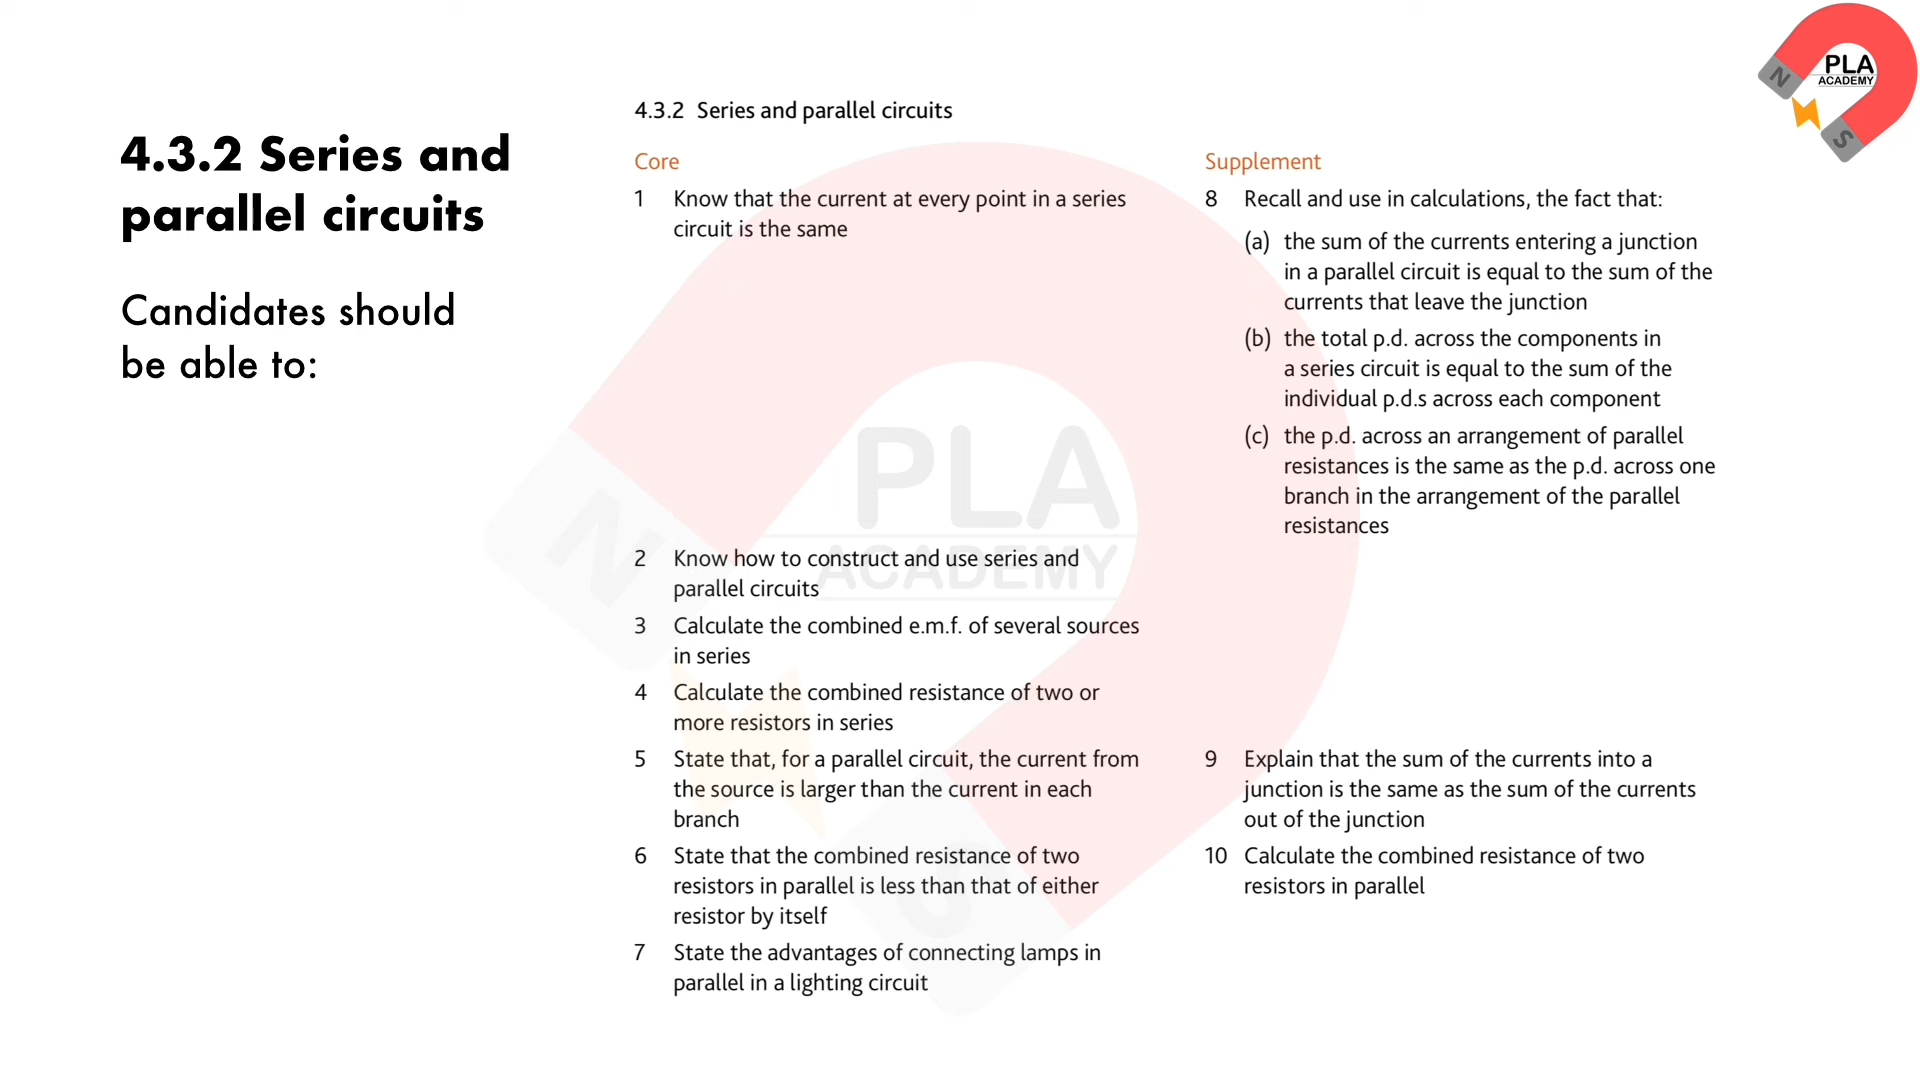 PLA
ACADEMY
N
S
4.3.2 Series and
parallel circuits
Candidates should
be able to:
4.3.2 Series and parallel circuits
Core
1 Know that the current at every point in a series
circuit is the same
2 Know how to construct and use series and
parallel circuits
3 Calculate the combined e.m.f. of several sources
in series
4 Calculate the combined resistance of two or
more resistors in series
5 State that, for a parallel circuit, the current from
the source is larger than the current in each
branch
6 State that the combined resistance of two
resistors in parallel is less than that of either
resistor by itself
7 State the advantages of connecting lamps in
parallel in a lighting circuit
Supplement
8 Recall and use in calculations, the fact that:
(a) the sum of the currents entering a junction
in a parallel circuit is equal to the sum of the
currents that leave the junction
(b) the total p.d. across the components in
a series circuit is equal to the sum of the
individual p.d.s across each component
(c) the p.d. across an arrangement of parallel
resistances is the same as the p.d. across one
branch in the arrangement of the parallel
resistances
9 Explain that the sum of the currents into a
junction is the same as the sum of the currents
out of the junction
10 Calculate the combined resistance of two
resistors in parallel
PLA
ACADEMY
N
S